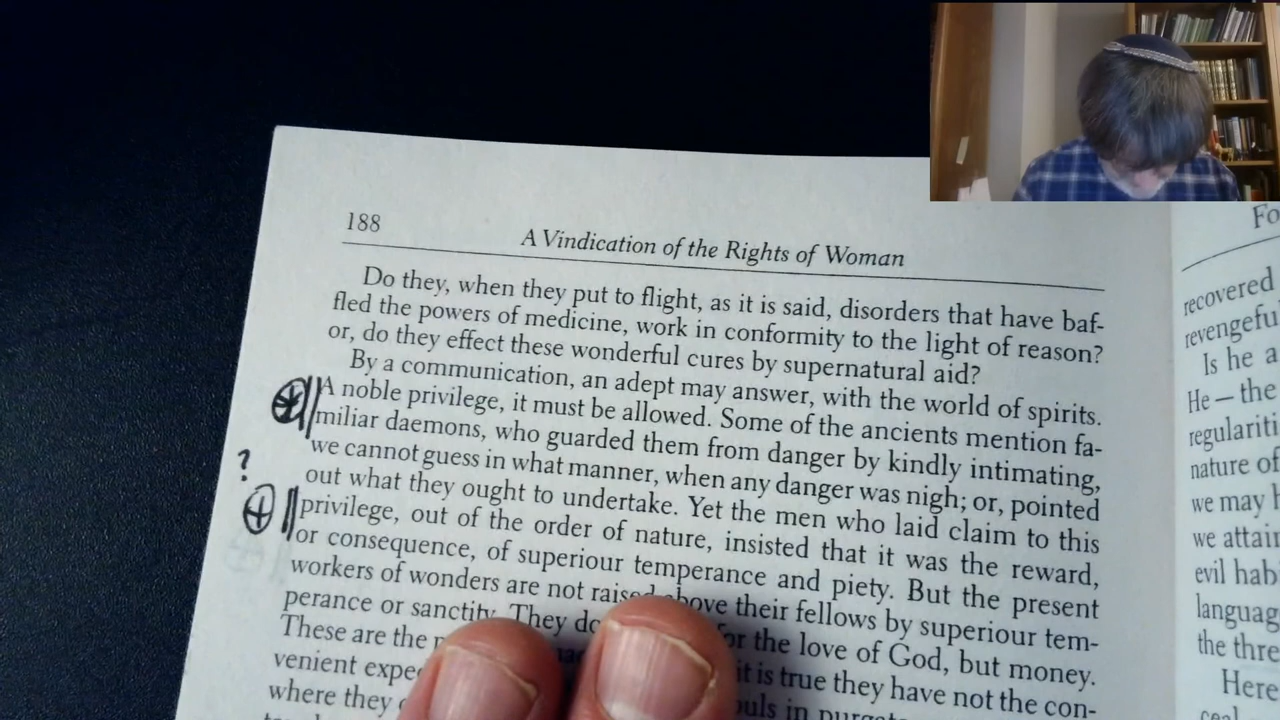 188
A Vindication of the Rights of Woman
Do they, when they put to flight, as it is said, disorders that have baf-
fled the powers of medicine, work in conformity to the light of reason?
or, do they effect these wonderful cures by supernatural aid?
By a communication, an adept may answer, with the world of spirits.
A noble privilege, it must be allowed. Some of the ancients mention fa-
miliar daemons, who guarded them from danger by kindly intimating,
we cannot guess in what manner, when any danger was nigh; or, pointed
?
out what they ought to undertake. Yet the men who laid claim to this
privilege, out of the order of nature, insisted that it was the reward,
or consequence, of superiour temperance and piety. But the present
workers of wonders are not raised above their fellows by superiour tem-
perance or sanctity. They do for the love of God, but money.
These are the it is true they have not the con-
venient
where they
recovered
Is he a
He — the
nature of
we may
we attain
evil hab
languag
the thre
Here